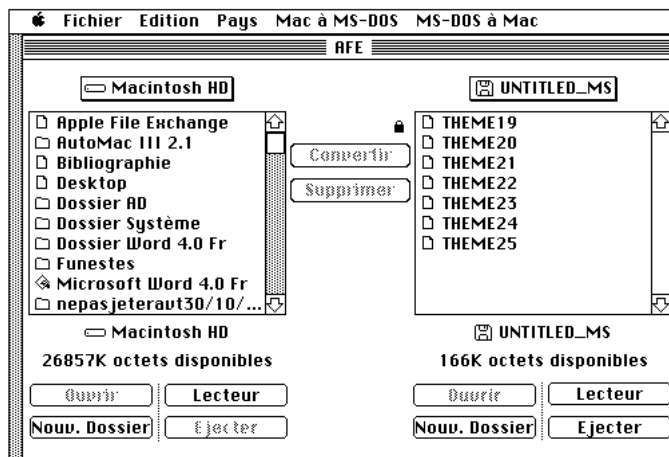 Fichier Edition Pays Mac à MS-DOS MS-DOS à Mac
AFE
Macintosh HD
Apple File Exchange
AutoMac III 2.1
Bibliographie
Desktop
Dossier AD
Dossier Système
Dossier Word 4.0 Fr
Funestes
Microsoft Word 4.0 Fr
nepasjeteravt30/10/...
Macintosh HD
26857K octets disponibles
Ouvrir
Lecteur
Nouv. Dossier
Ejecter
Convertir
Supprimer
UNTITLED_MS
THEME19
THEME20
THEME21
THEME22
THEME23
THEME24
THEME25
UNTITLED_MS
166K octets disponibles
Ouvrir
Lecteur
Nouv. Dossier
Ejecter